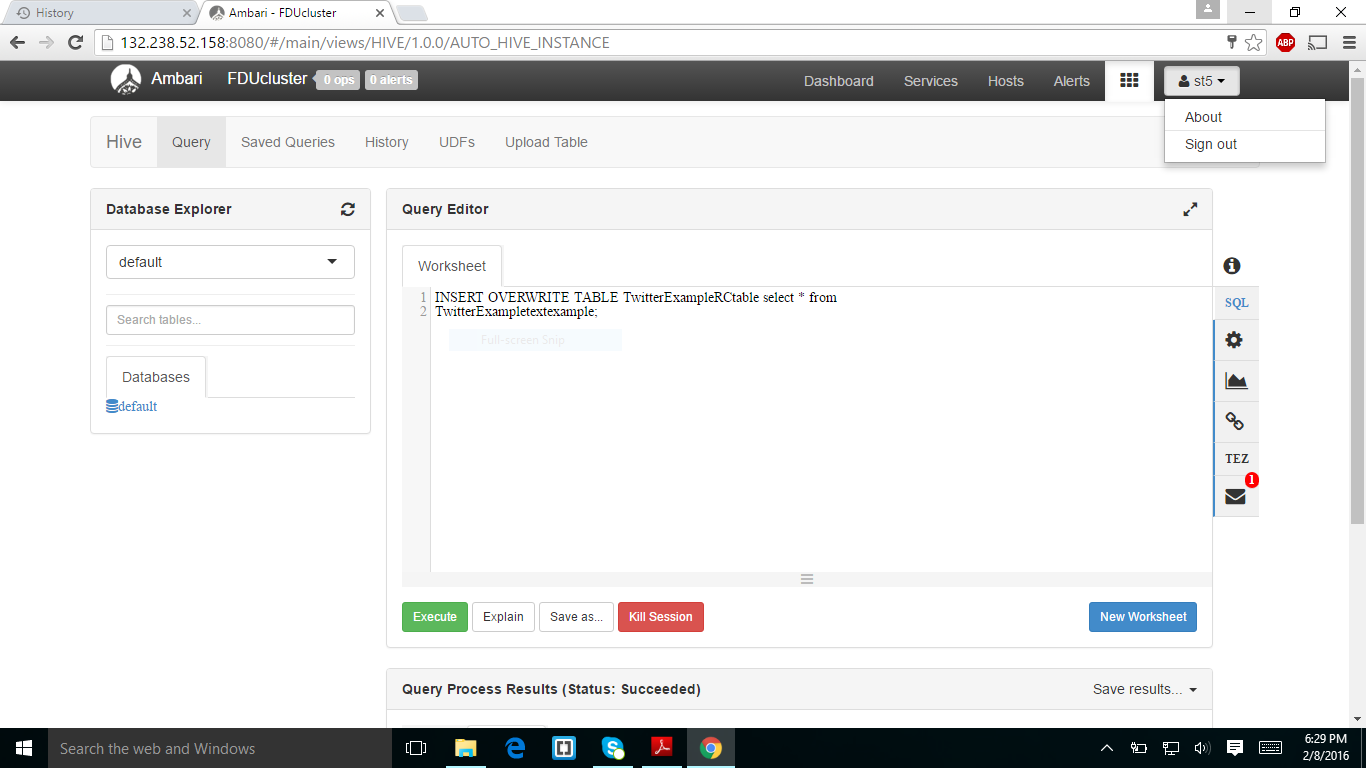 History
Ambari - FDUcluster
132.238.52.158:8080/#/main/views/HIVE/1.0.0/AUTO_HIVE_INSTANCE
ABP
Ambari FDUcluster 0 ops 0 alerts Dashboard Services Hosts Alerts st5
About
Sign out
Hive Query Saved Queries History UDFs Upload Table
Database Explorer
default
Search tables...
Databases
default
Query Editor
Worksheet
1 INSERT OVERWRITE TABLE TwitterExampleRCtable select * from
2 TwitterExampletextexample;
Full-screen Snip
SQL
TEZ
1
Execute Explain Save as... Kill Session New Worksheet
Query Process Results (Status: Succeeded) Save results...
Search the web and Windows
6:29 PM
2/8/2016